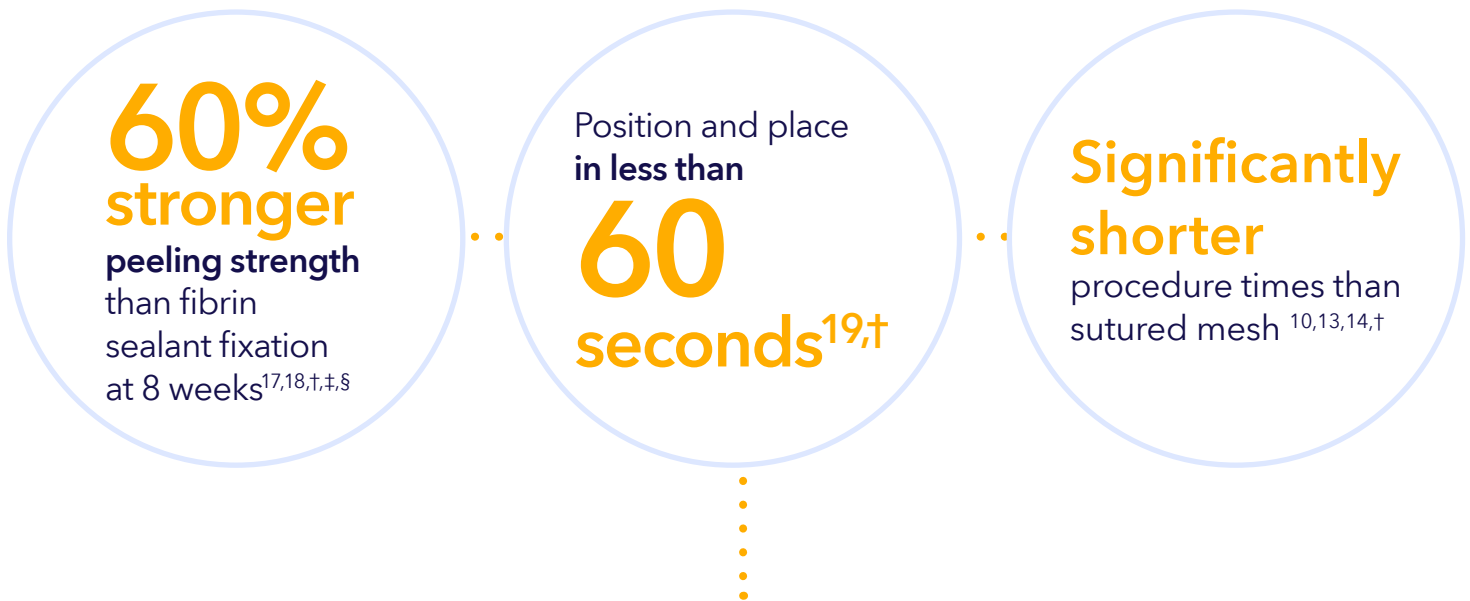 60%
stronger
peeling strength
than fibrin
sealant fixation
at 8 weeks17,18,†,‡,§
Position and place
in less than
60
seconds19,†
Significantly
shorter
procedure times than
sutured mesh 10,13,14,†